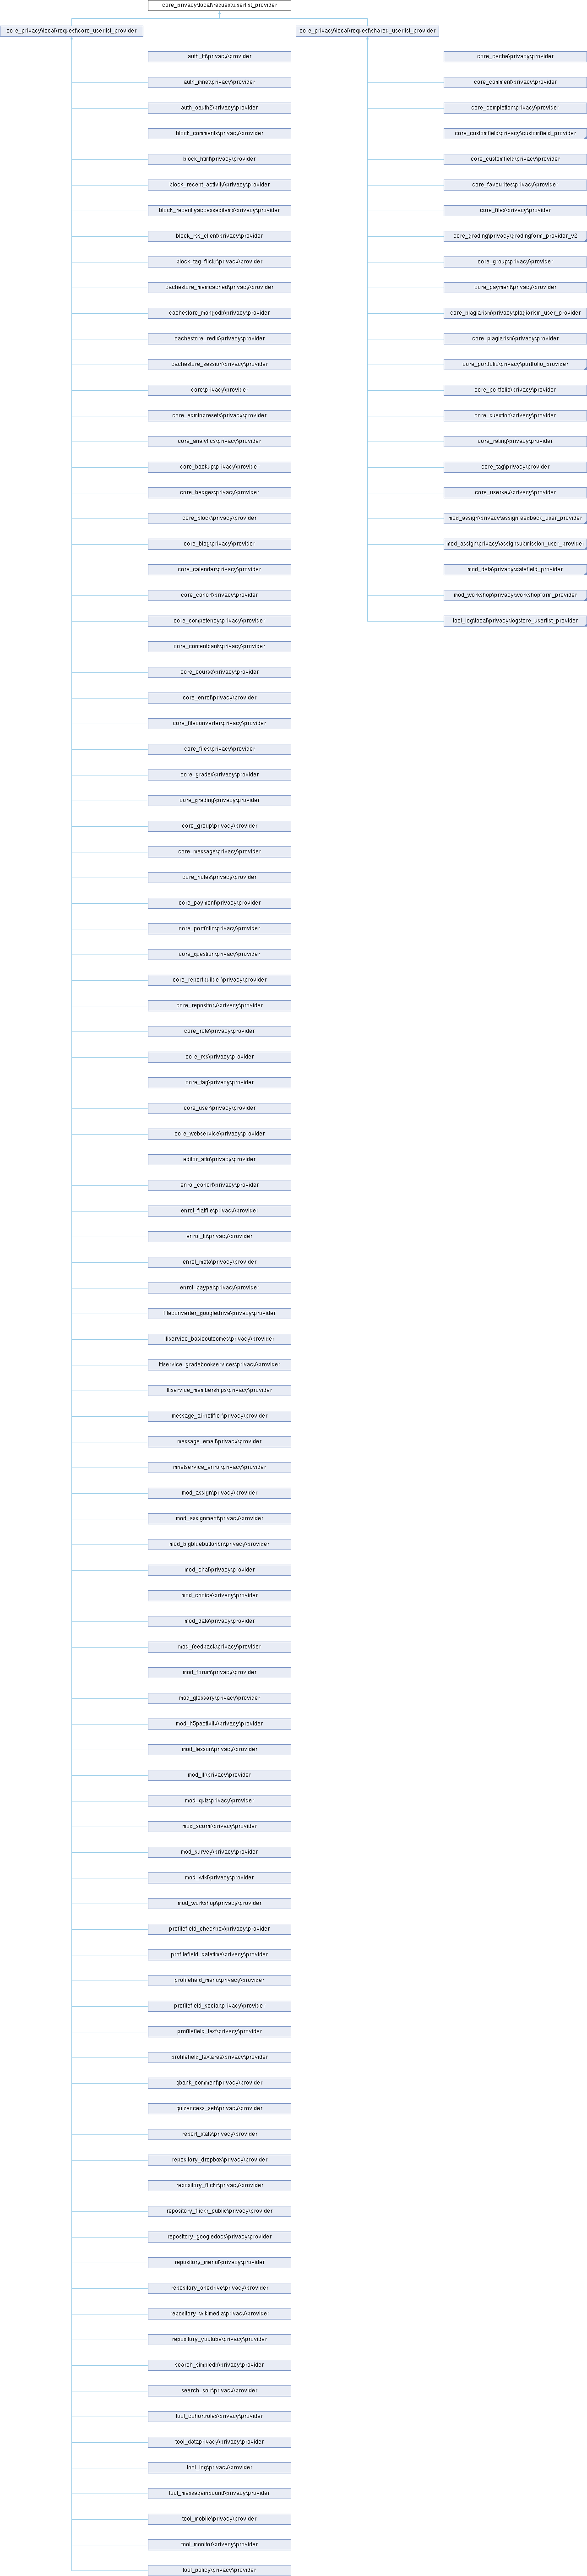 core_privacy\local\request\userlist_provider
core_privacy\local\request\core_userlist_provider
core_privacy\local\request\shared_userlist_provider
auth_lti\privacy\provider
auth_mnet\privacy\provider
auth_oauth2\privacy\provider
block_comments\privacy\provider
block_html\privacy\provider
block_recent_activity\privacy\provider
block_recentlyaccesseditems\privacy\provider
block_rss_client\privacy\provider
block_tag_flickr\privacy\provider
cachestore_memcached\privacy\provider
cachestore_mongodb\privacy\provider
cachestore_redis\privacy\provider
cachestore_session\privacy\provider
core\privacy\provider
core_adminpresets\privacy\provider
core_analytics\privacy\provider
core_backup\privacy\provider
core_badges\privacy\provider
core_block\privacy\provider
core_blog\privacy\provider
core_calendar\privacy\provider
core_cohort\privacy\provider
core_competency\privacy\provider
core_contentbank\privacy\provider
core_course\privacy\provider
core_enrol\privacy\provider
core_fileconverter\privacy\provider
core_files\privacy\provider
core_grades\privacy\provider
core_grading\privacy\provider
core_group\privacy\provider
core_message\privacy\provider
core_notes\privacy\provider
core_payment\privacy\provider
core_portfolio\privacy\provider
core_question\privacy\provider
core_reportbuilder\privacy\provider
core_repository\privacy\provider
core_role\privacy\provider
core_rss\privacy\provider
core_tag\privacy\provider
core_user\privacy\provider
core_webservice\privacy\provider
editor_atto\privacy\provider
enrol_cohort\privacy\provider
enrol_flatfile\privacy\provider
enrol_lti\privacy\provider
enrol_meta\privacy\provider
enrol_paypal\privacy\provider
fileconverter_googledrive\privacy\provider
ltiservice_basicoutcomes\privacy\provider
ltiservice_gradebookservices\privacy\provider
ltiservice_memberships\privacy\provider
message_airnotifier\privacy\provider
message_email\privacy\provider
mnetservice_enrol\privacy\provider
mod_assign\privacy\provider
mod_assignment\privacy\provider
mod_bigbluebuttonbn\privacy\provider
mod_chat\privacy\provider
mod_choice\privacy\provider
mod_data\privacy\provider
mod_feedback\privacy\provider
mod_forum\privacy\provider
mod_glossary\privacy\provider
mod_h5pactivity\privacy\provider
mod_lesson\privacy\provider
mod_lti\privacy\provider
mod_quiz\privacy\provider
mod_scorm\privacy\provider
mod_survey\privacy\provider
mod_wiki\privacy\provider
mod_workshop\privacy\provider
profilefield_checkbox\privacy\provider
profilefield_datetime\privacy\provider
profilefield_menu\privacy\provider
profilefield_social\privacy\provider
profilefield_text\privacy\provider
profilefield_textarea\privacy\provider
qbank_comment\privacy\provider
quizaccess_seb\privacy\provider
report_stats\privacy\provider
repository_dropbox\privacy\provider
repository_flickr\privacy\provider
repository_flickr_public\privacy\provider
repository_googledocs\privacy\provider
repository_merlot\privacy\provider
repository_onedrive\privacy\provider
repository_wikimedia\privacy\provider
repository_youtube\privacy\provider
search_simpledb\privacy\provider
search_solr\privacy\provider
tool_cohortroles\privacy\provider
tool_dataprivacy\privacy\provider
tool_log\privacy\provider
tool_messageinbound\privacy\provider
tool_mobile\privacy\provider
tool_monitor\privacy\provider
tool_policy\privacy\provider
core_cache\privacy\provider
core_comment\privacy\provider
core_completion\privacy\provider
core_customfield\privacy\customfield_provider
core_customfield\privacy\provider
core_favourites\privacy\provider
core_files\privacy\provider
core_grading\privacy\gradingform_provider_v2
core_group\privacy\provider
core_payment\privacy\provider
core_plagiarism\privacy\plagiarism_user_provider
core_plagiarism\privacy\provider
core_portfolio\privacy\portfolio_provider
core_portfolio\privacy\provider
core_question\privacy\provider
core_rating\privacy\provider
core_tag\privacy\provider
core_userkey\privacy\provider
mod_assign\privacy\assignfeedback_user_provider
mod_assign\privacy\assignsubmission_user_provider
mod_data\privacy\datafield_provider
mod_workshop\privacy\workshopform_provider
tool_log\local\privacy\logstore_userlist_provider